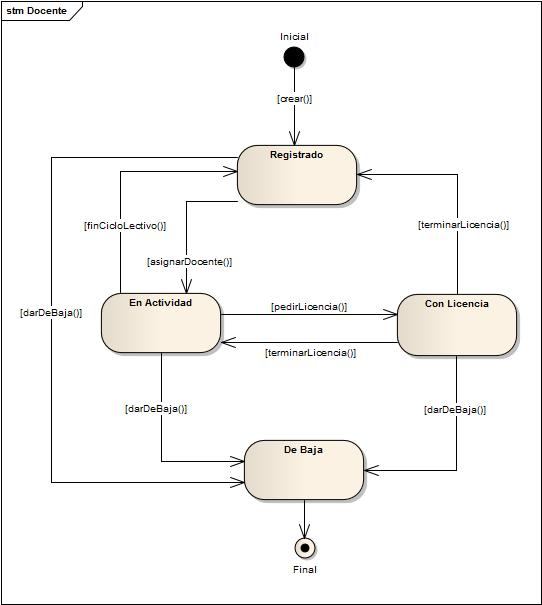 stm Docente
Inicial
[crear()]
Registrado
[finCicloLectivo()]
[terminarLicencia()]
[asignarDocente()]
En Actividad
[pedirLicencia()]
Con Licencia
[darDeBaja()]
[terminarLicencia()]
[darDeBaja()]
[darDeBaja()]
De Baja
Final